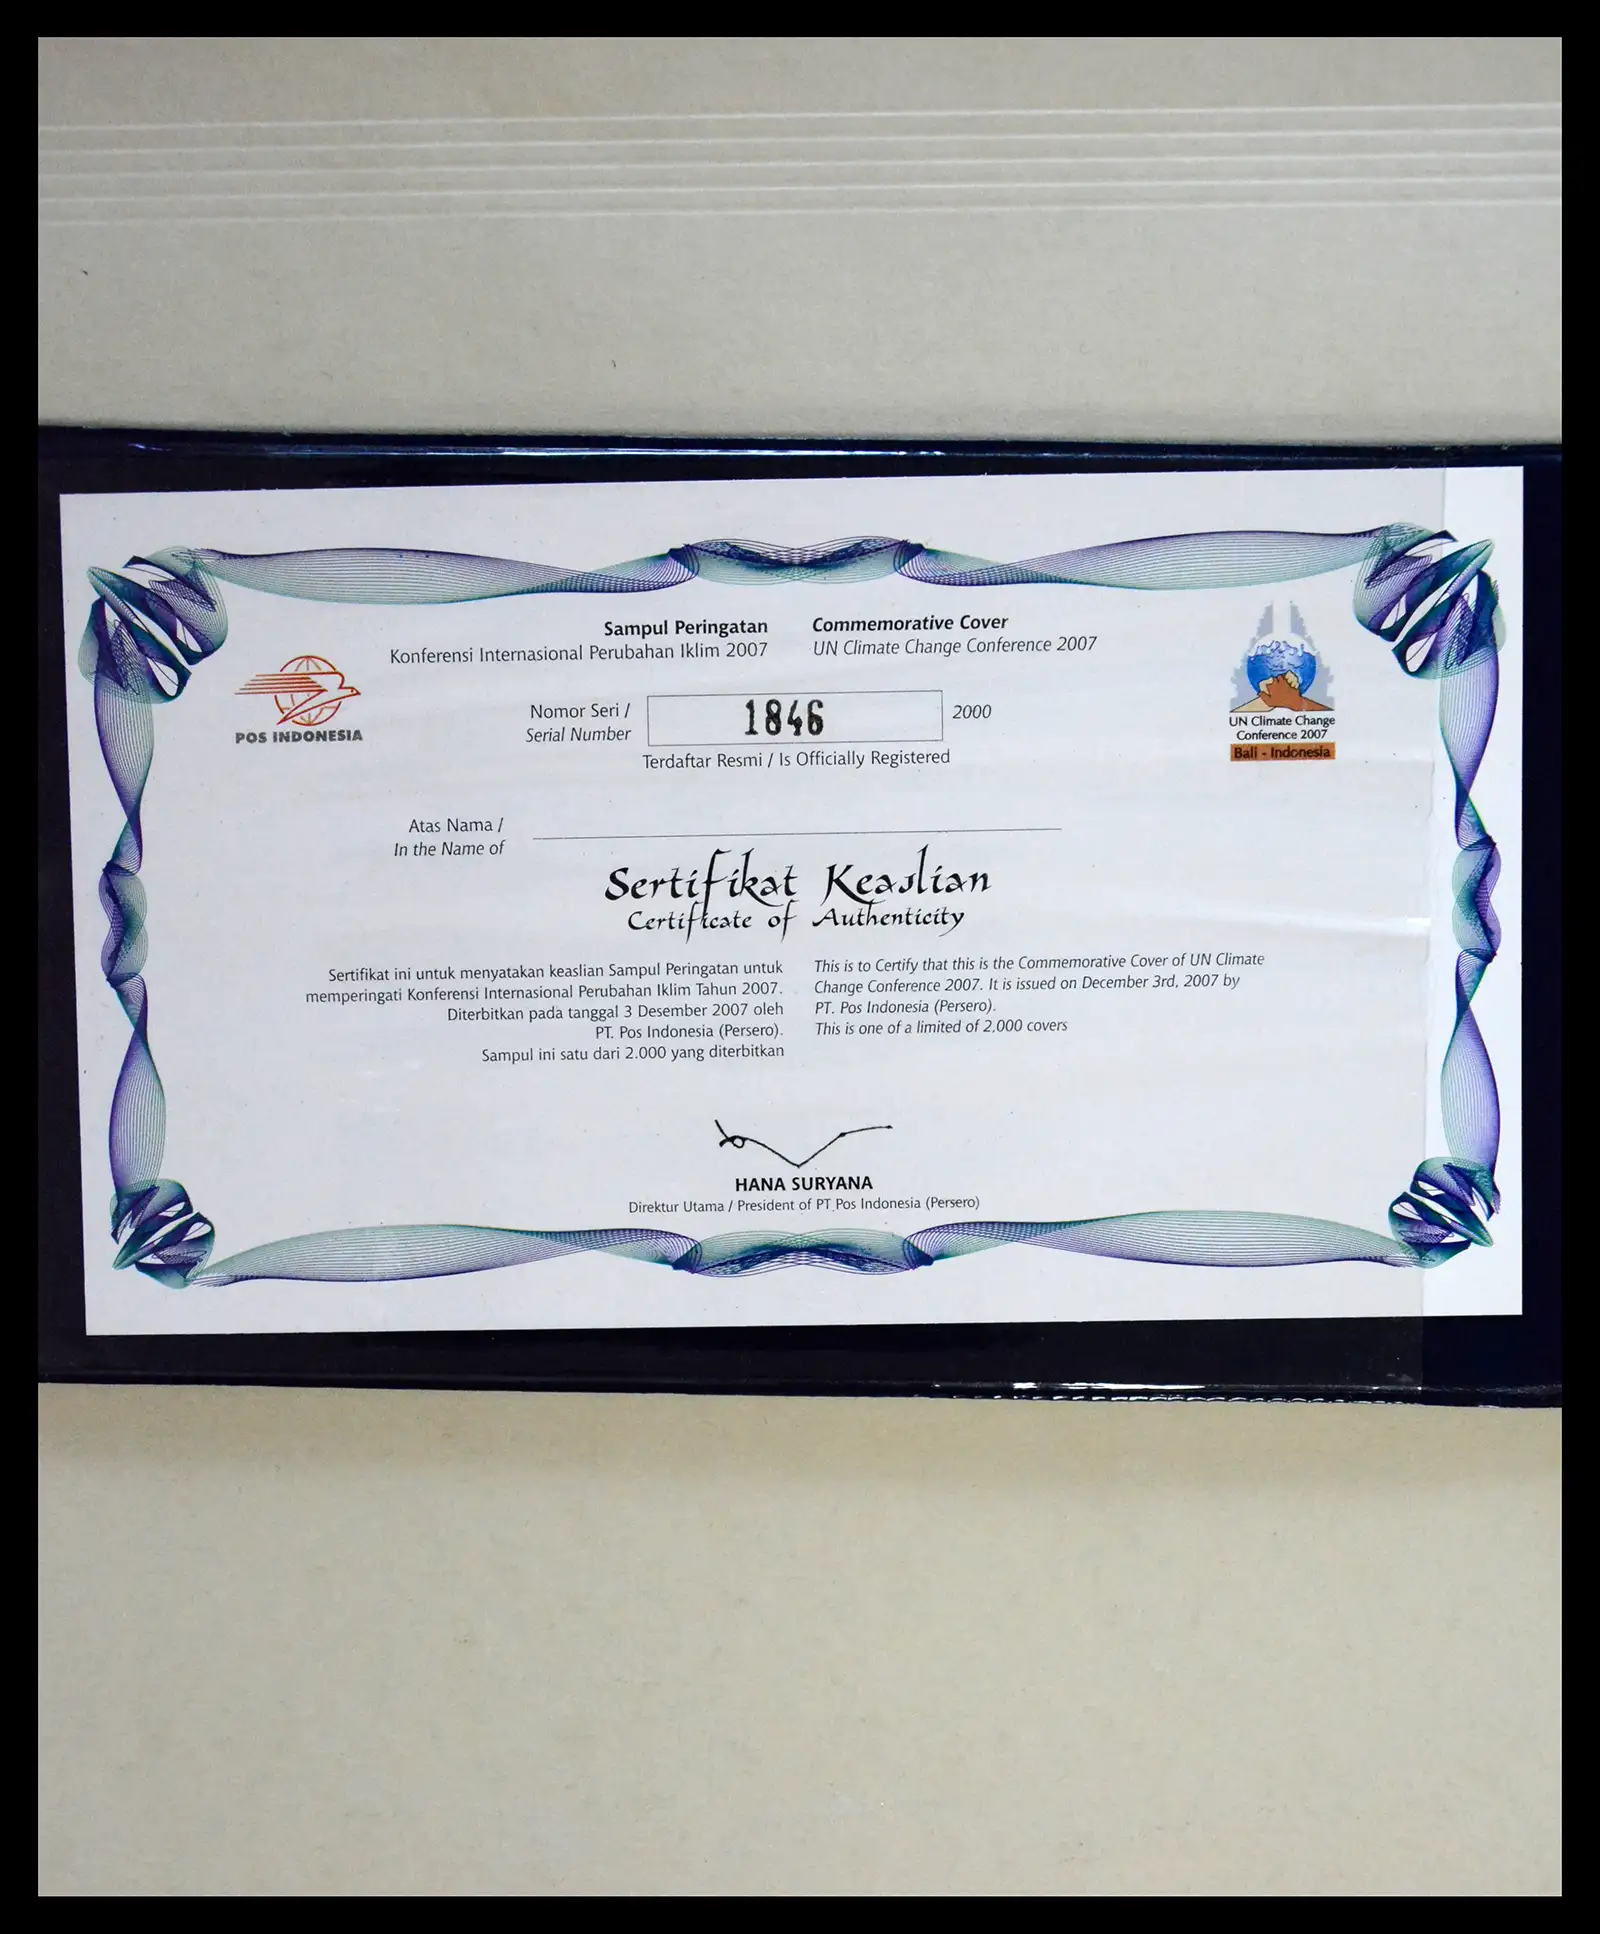 Sampul Peringatan
Konferensi Internasional Perubahan Iklim 2007
Commemorative Cover
UN Climate Change Conference 2007
POS INDONESIA
Nomor Seri /
Serial Number
1846
2000
Terdaftar Resmi / Is Officially Registered
UN Climate Change
Conference 2007
Bali - Indonesia
Atas Nama /
In the Name of
Sertifikat Keaslian
Certificate of Authenticity
Sertifikat ini untuk menyatakan keaslian Sampul Peringatan untuk
memperingati Konferensi Internasional Perubahan Iklim Tahun 2007.
Diterbitkan pada tanggal 3 Desember 2007 oleh
PT. Pos Indonesia (Persero).
Sampul ini satu dari 2.000 yang diterbitkan
This is to Certify that this is the Commemorative Cover of UN Climate
Change Conference 2007. It is issued on December 3rd, 2007 by
PT. Pos Indonesia (Persero).
This is one of a limited of 2.000 covers
HANA SURYANA
Direktur Utama / President of PT Pos Indonesia (Persero)